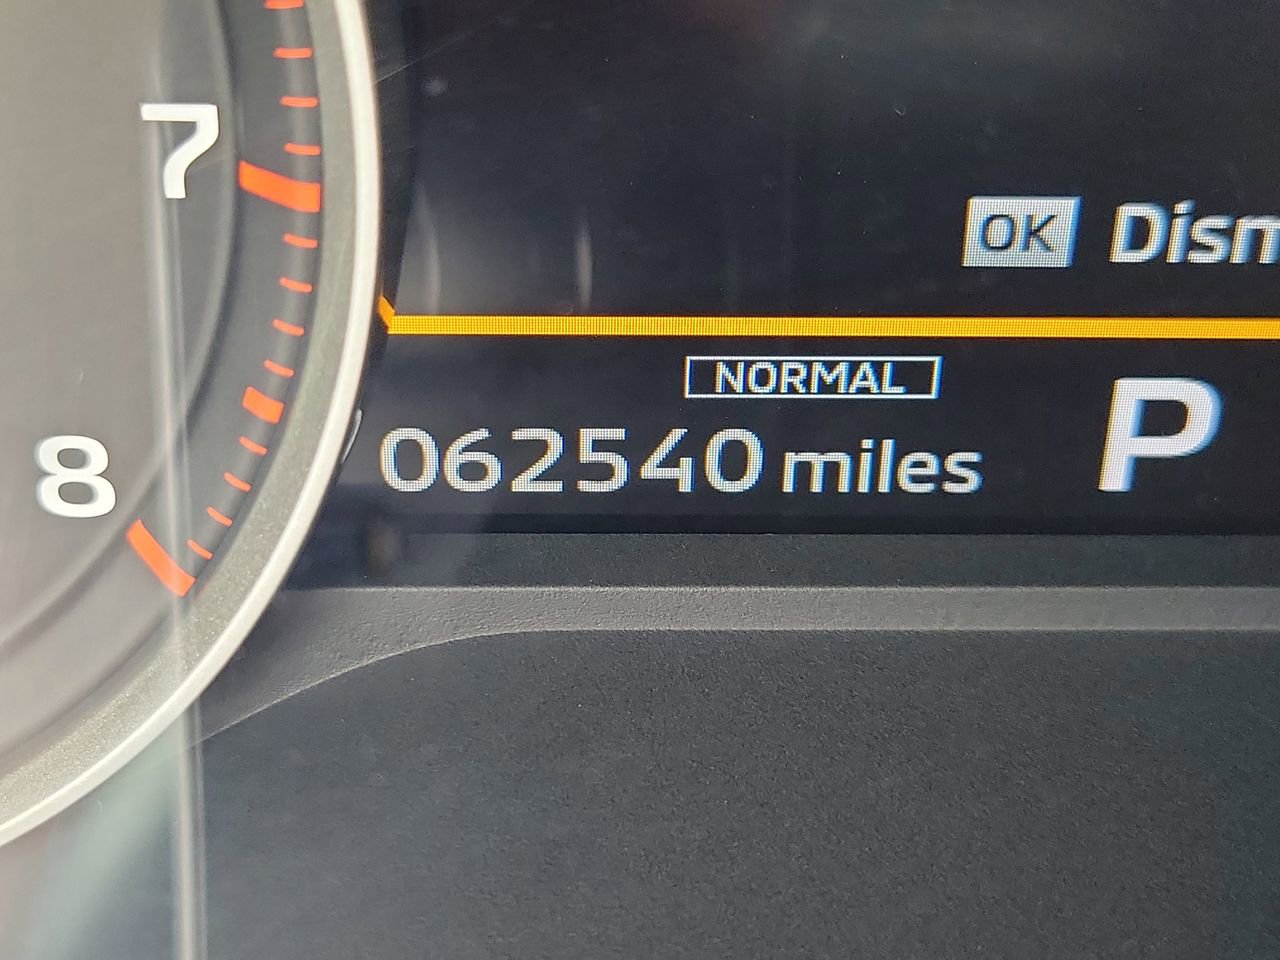 7
OK Dism
NORMAL
062540 miles P
8